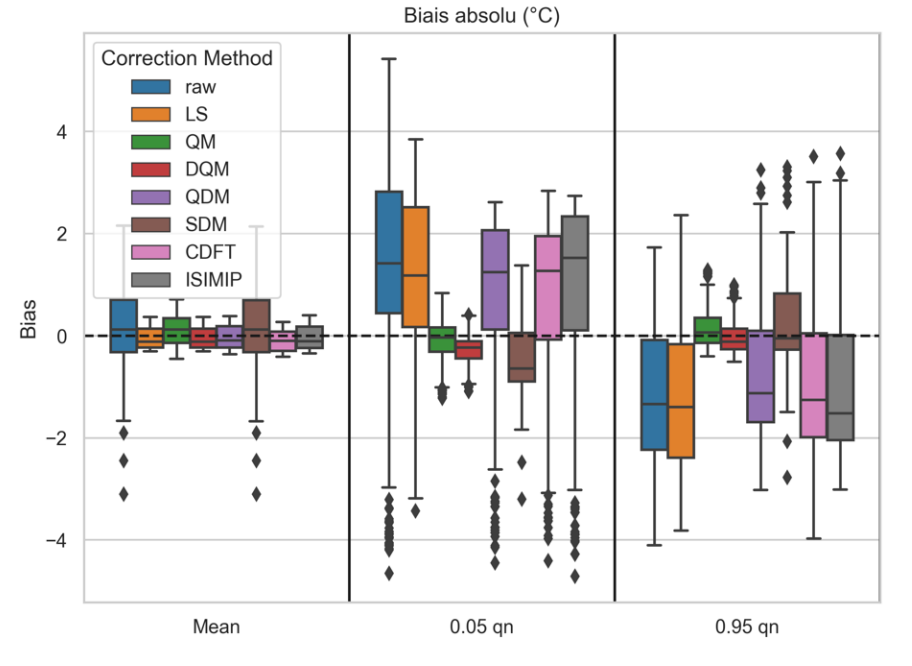 Biais absolu (°C)
Correction Method
raw
LS
QM
DQM
QDM
SDM
CDFT
ISIMIP
Bias
4
2
0
−2
−4
Mean
0.05 qn
0.95 qn